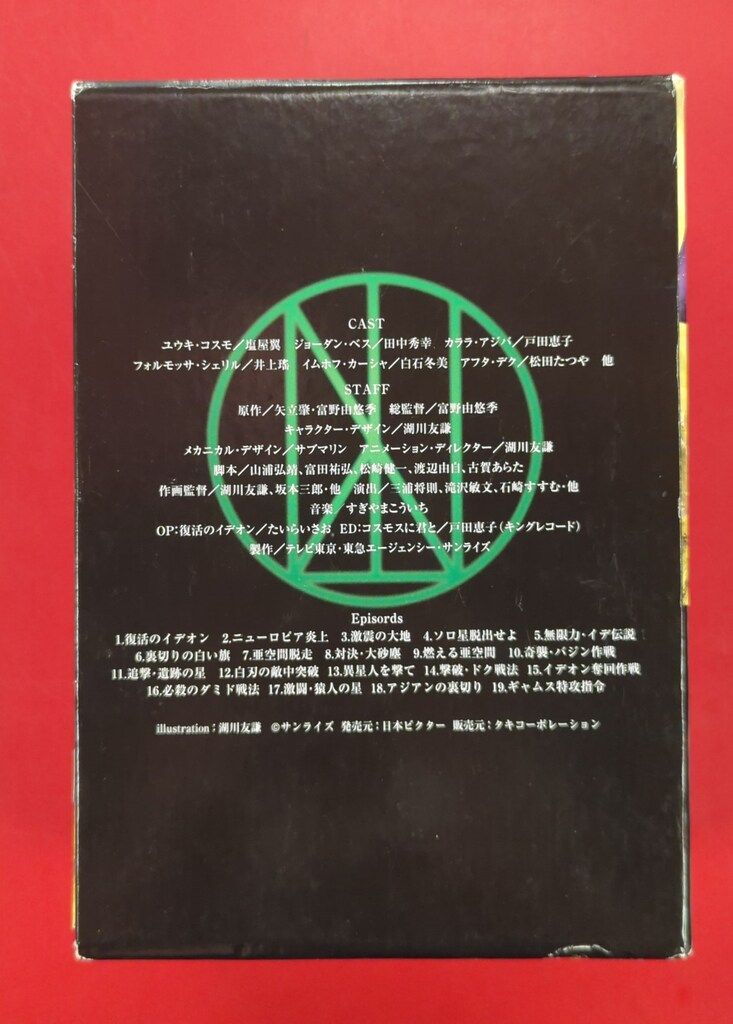 CAST
ユウキ・コスモ／塩屋翼　ジョーダン・ベス／田中秀幸　カララ・アジバ／戸田恵子
フォルモッサ・シェリル／井上瑤　イムホフ・カーシャ／白石冬美　アフタ・デク／松田たつや　他
STAFF
原作／矢立肇・富野由悠季　総監督／富野由悠季
キャラクター・デザイン／湖川友謙
メカニカル・デザイン／サブマリン　アニメーション・ディレクター／湖川友謙
脚本／山浦弘靖、富田祐弘、松崎健一、渡辺由自、古賀あらた
作画監督／湖川友謙、坂本三郎・他　演出／三浦将則、滝沢敏文、石崎すすむ・他
音楽　すぎやまこういち
OP：復活のイデオン／たいらいさお　ED：コスモスに君と／戸田恵子（キングレコード）
製作／テレビ東京・東急エージェンシー・サンライズ
Episords
1.復活のイデオン　2.ニューロピア炎上　3.激震の大地　4.ソロ星脱出せよ　5.無限力・イデ伝説
6.裏切りの白い旗　7.亜空間脱走　8.対決・大砂塵　9.燃える亜空間　10.奇襲・バジン作戦
11.追撃・遺跡の星　12.白刃の敵中突破　13.異星人を撃て　14.撃破・ドク戦法　15.イデオン奪回作戦
16.必殺のダミド戦法　17.激闘・猿人の星　18.アジアンの裏切り　19.ギャムス特攻指令
illustration：湖川友謙　©サンライズ　発売元：日本ビクター　販売元：タキコーポレーション